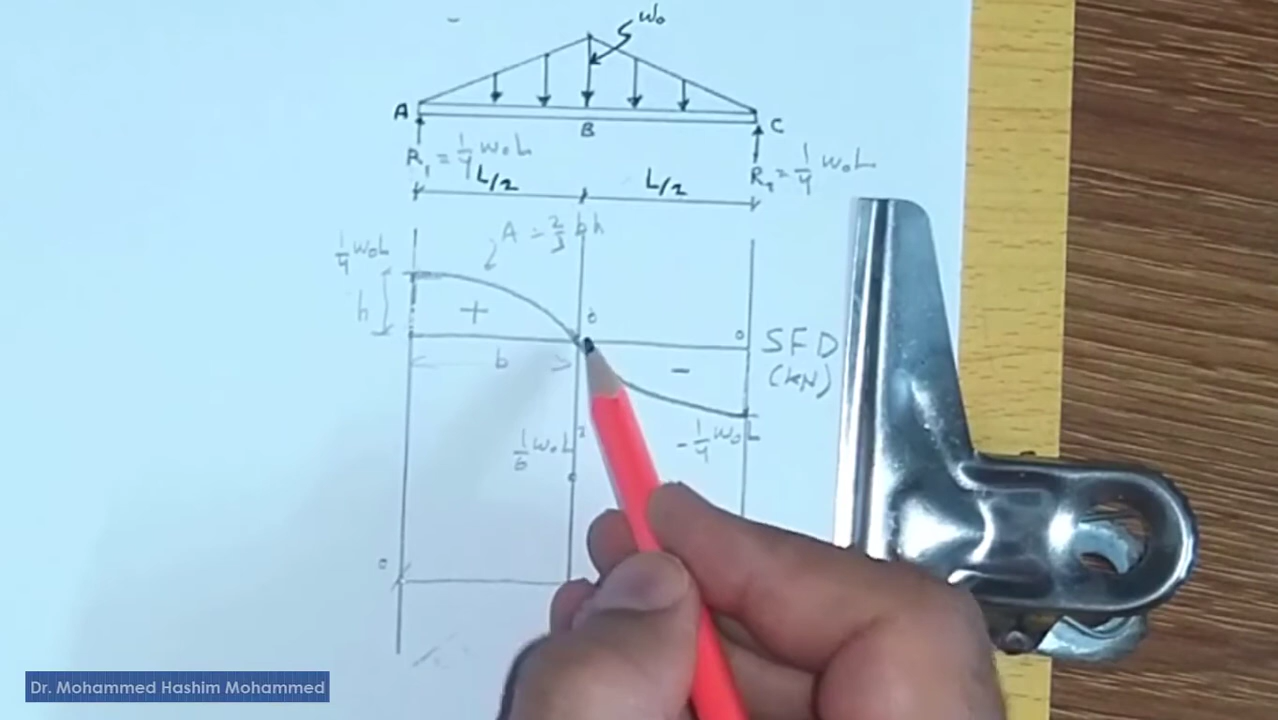 w₀
A
B
C
R₁ = 1/4 w₀L
R₂ = 1/4 w₀L
L/2
L/2
A = 2/3 b h
1/4 w₀L
h
+
0
0
SFD
(kN)
b
-
1/6 w₀L²
- 1/4 w₀L
0
Dr. Mohammed Hashim Mohammed